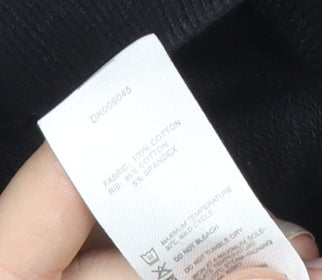 DK000045
FABRIC: 100% COTTON
RIB: 95% COTTON
5% SPANDEX
MAXIMUM TEMPERATURE
30°C MILD CYCLE
DO NOT BLEACH
DO NOT TUMBLE DRY